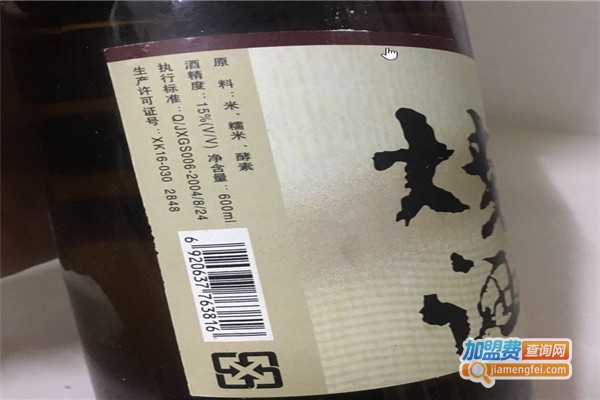 原 料：米、糯米、酵素
酒精度：15%(V/V) 净含量：600ml.
执行标准：Q/JXGS006-2004/8/24
生产许可证号：XK16-030 2848
6 920637 763816
加盟费查询网
jiamengfei.com